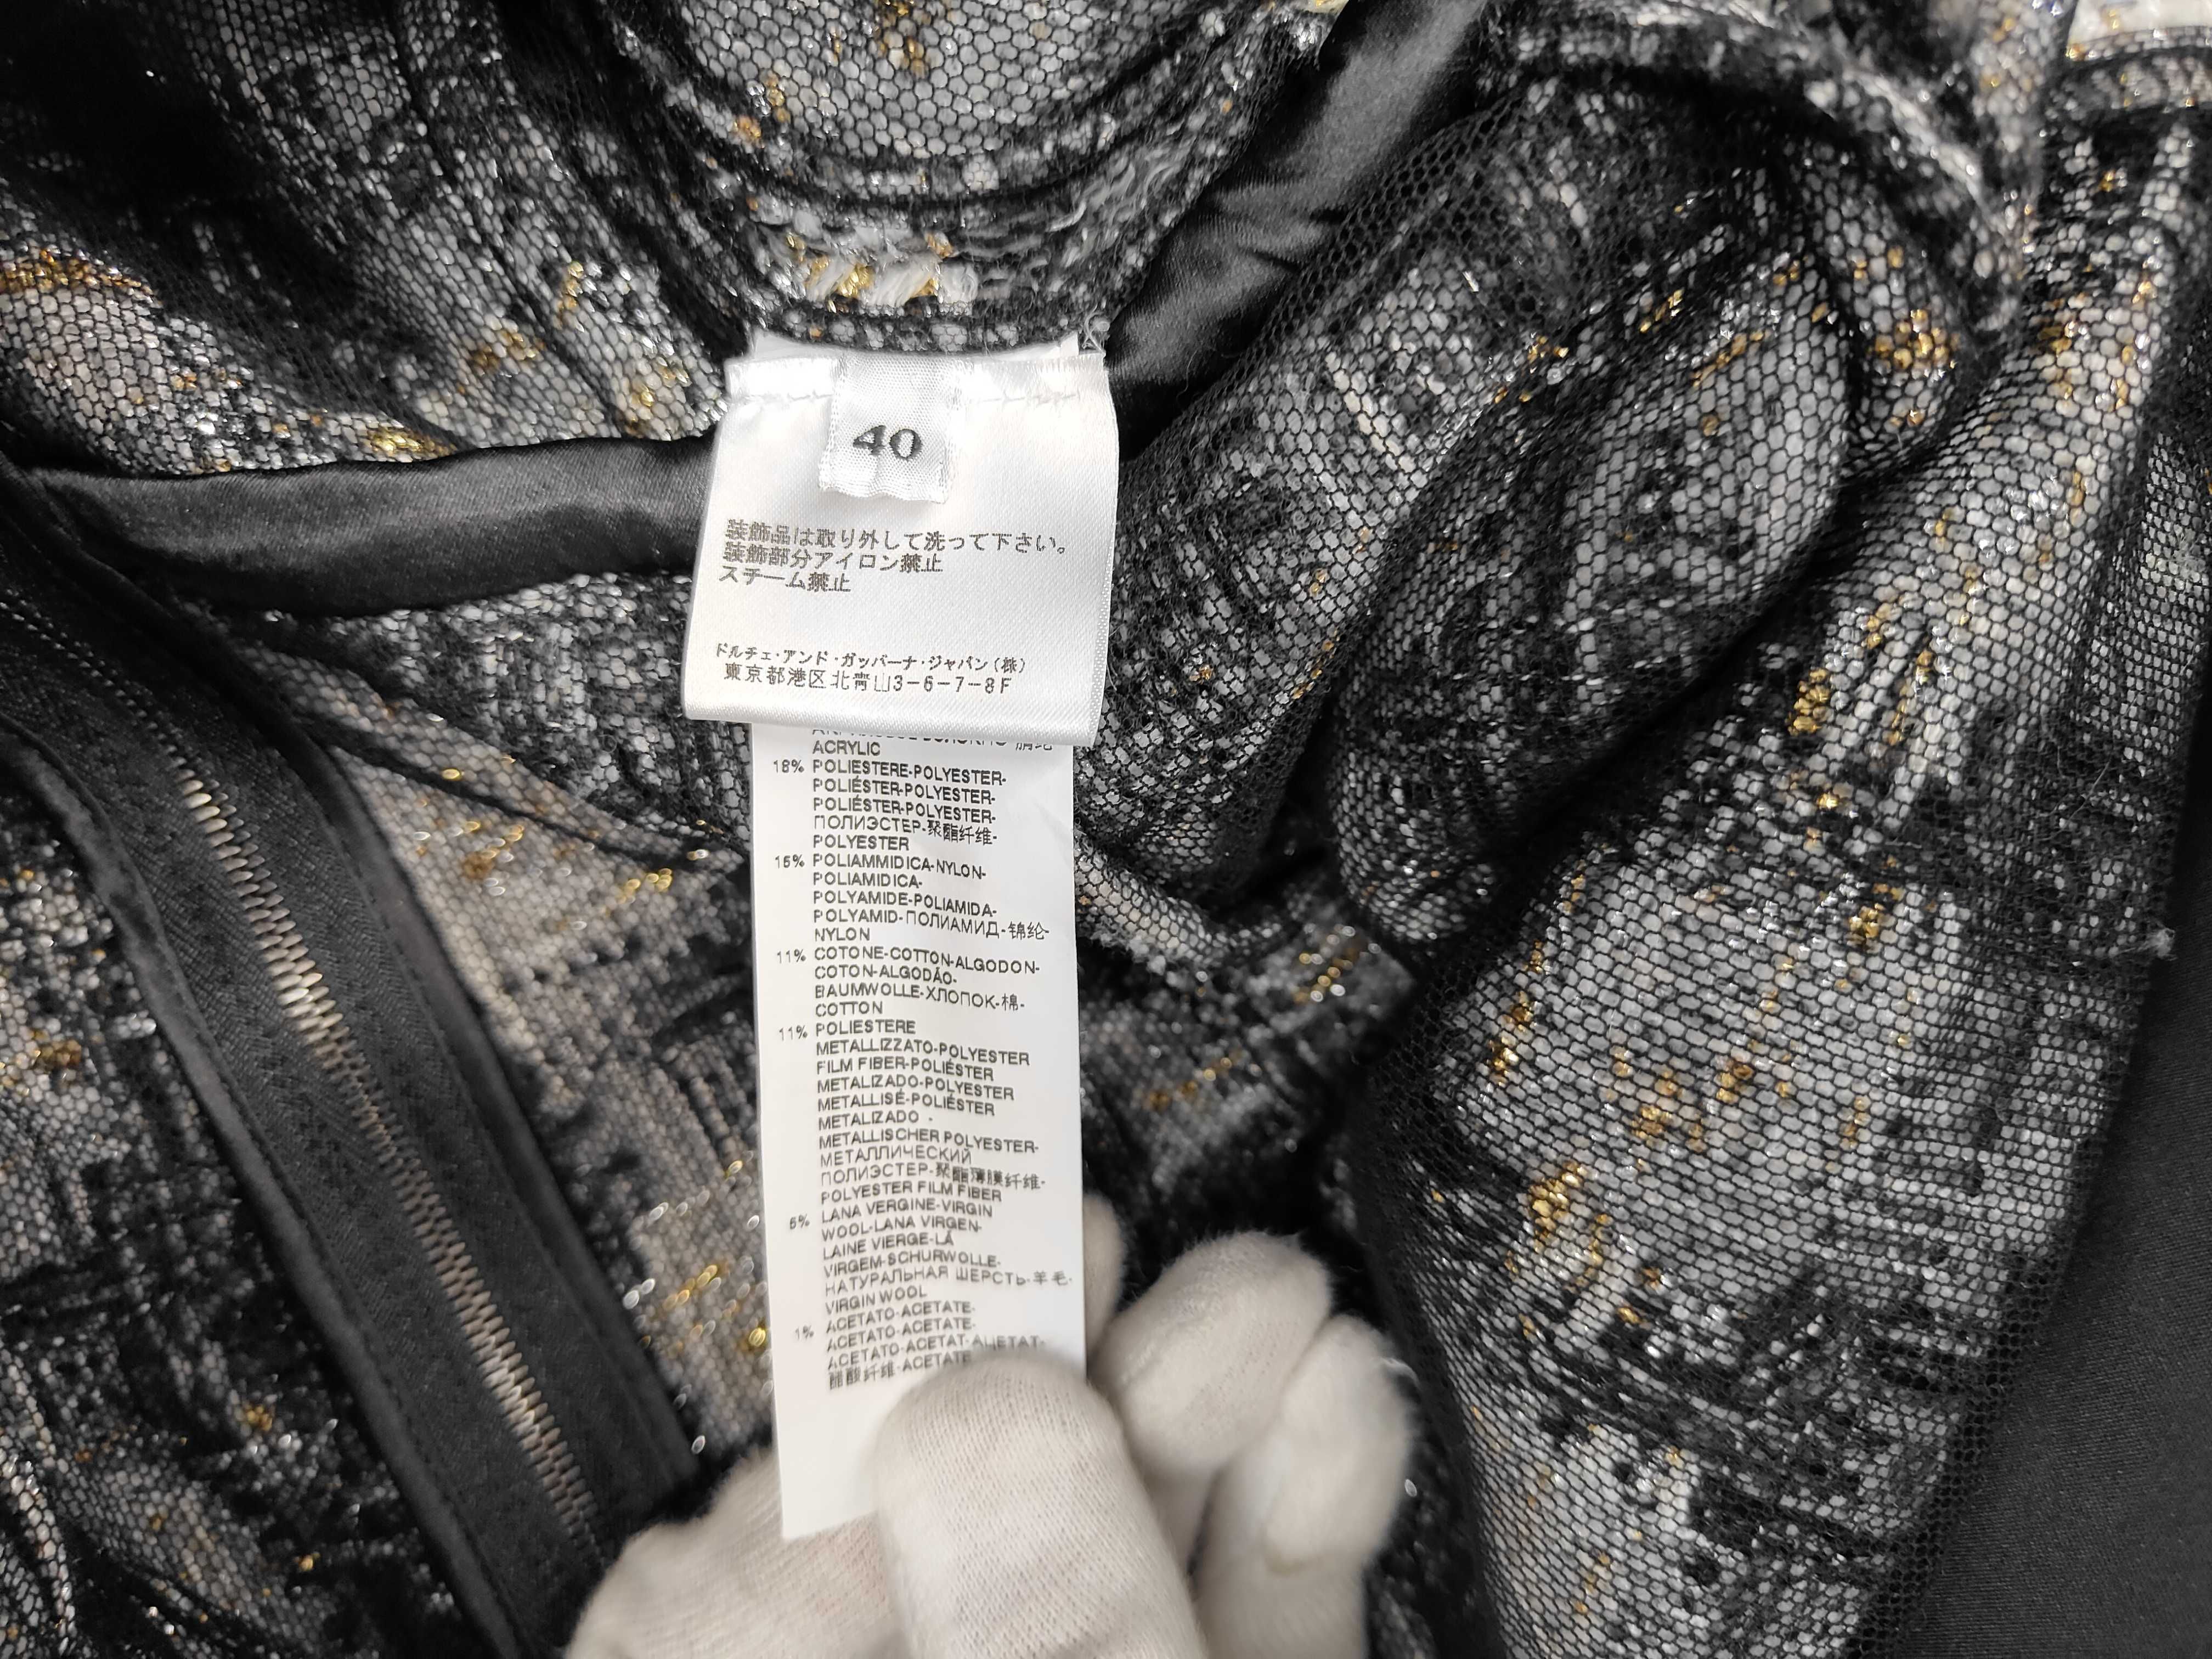 40
装飾品は取り外して洗って下さい。
装飾部分アイロン禁止
スチーム禁止
ドルチェ・アンド・ガッバーナ・ジャパン(株)
東京都港区北青山3-6-7-8F
ACRYLIC
18% POLIESTERE-POLYESTER-
POLIÉSTER-POLYESTER-
POLIÉSTER-POLYESTER-
ПОЛИЭСТЕР-聚酯纤维-
POLYESTER
15% POLIAMMIDICA-NYLON-
POLIAMIDICA-
POLYAMIDE-POLIAMIDA-
POLYAMID-ПОЛИАМИД-锦纶-
NYLON
11% COTONE-COTTON-ALGODON-
COTON-ALGODÃO-
BAUMWOLLE-ХЛОПОК-棉-
COTTON
11% POLIESTERE
METALLIZZATO-POLYESTER
FILM FIBER-POLIÉSTER
METALIZADO-POLYESTER
METALLISÉ-POLIÉSTER
METALIZADO -
METALLISCHER POLYESTER-
МЕТАЛЛИЧЕСКИЙ
ПОЛИЭСТЕР-聚酯薄膜纤维-
POLYESTER FILM FIBER
5% LANA VERGINE-VIRGIN
WOOL-LANA VIRGEN-
LAINE VIERGE-LÃ
VIRGEM-SCHURWOLLE-
НАТУРАЛЬНАЯ ШЕРСТЬ-羊毛-
VIRGIN WOOL
1% ACETATO-ACETATE-
ACETATO-ACETATE-
ACETATO-ACETAT-АЦЕТАТ-
醋酸纤维-ACETATE